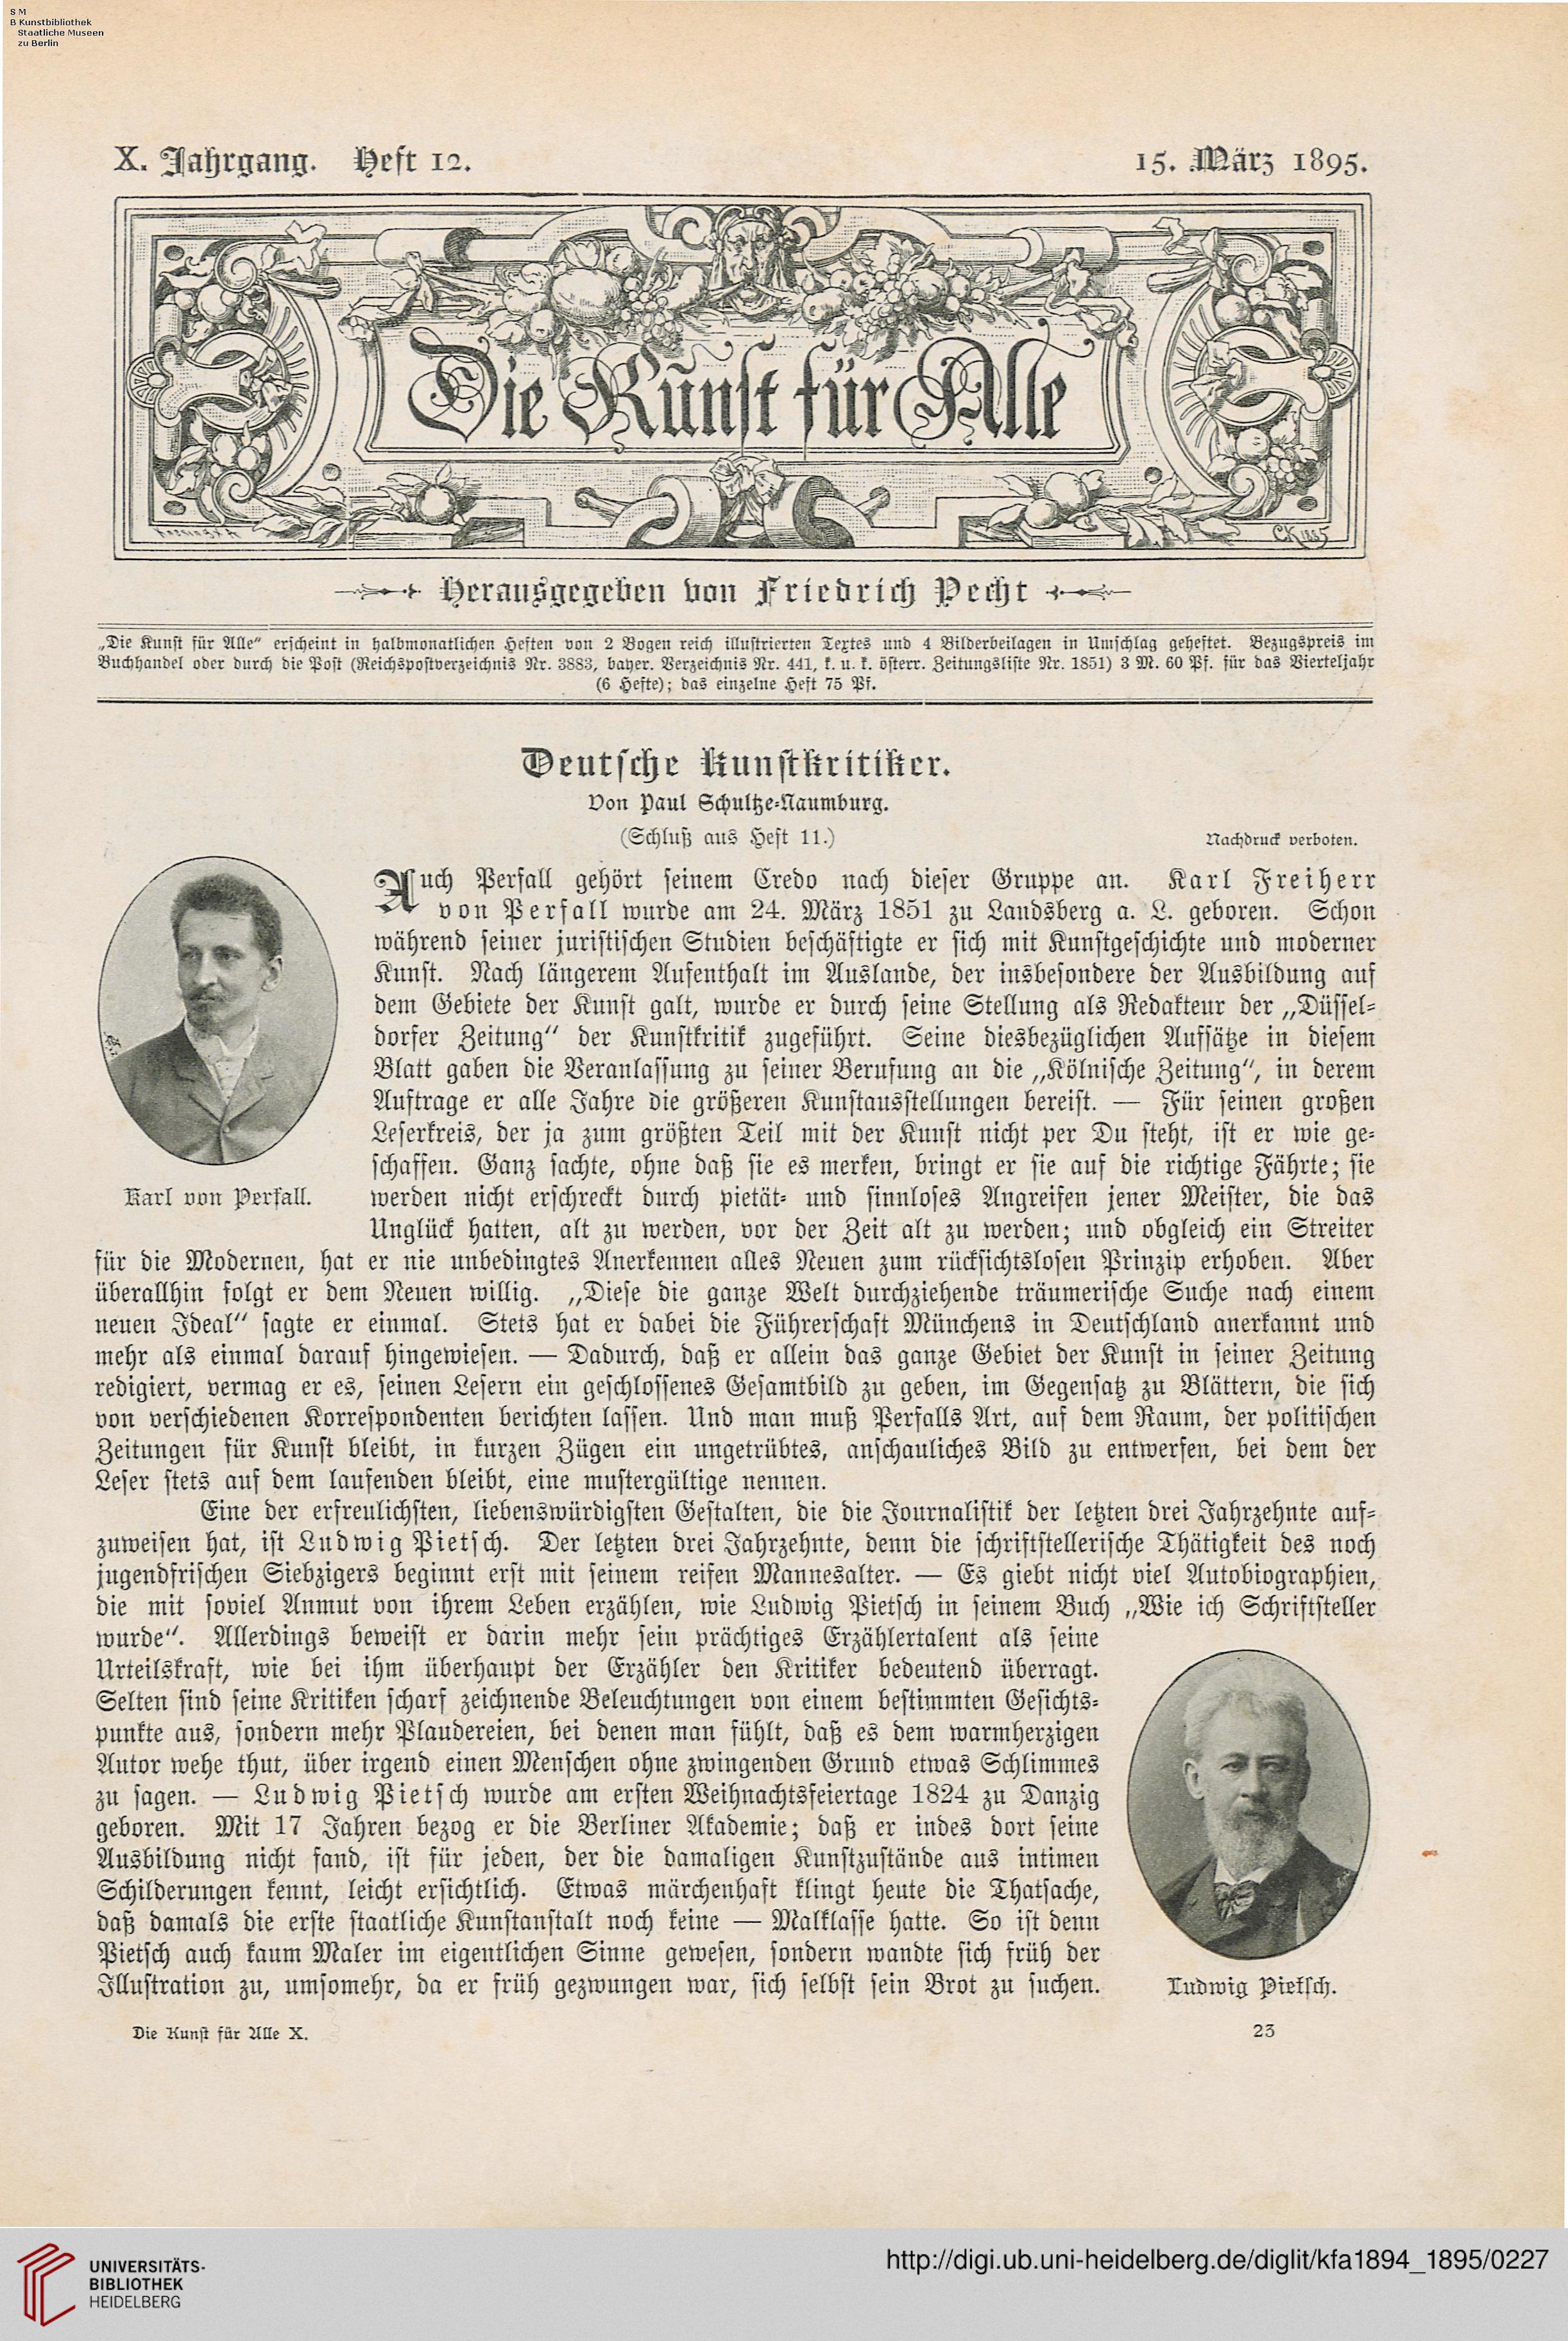 S M
B Kunstbibliothek
Staatliche Museen
zu Berlin
X. Jahrgang. Heft 12.
15. März 1895.
Die Kunst für Alle
CK 1885
Herausgegeben von Friedrich Pecht
„Die Kunst für Alle“ erscheint in halbmonatlichen Heften von 2 Bogen reich illustrierten Textes und 4 Bilderbeilagen in Umschlag geheftet. Bezugspreis im
Buchhandel oder durch die Post (Reichspostverzeichnis Nr. 3883, bayer. Verzeichnis Nr. 441, k. u. k. österr. Zeitungsliste Nr. 1851) 3 M. 60 Pf. für das Vierteljahr
(6 Hefte); das einzelne Heft 75 Pf.
Deutsche Kunstkritiker.
Von Paul Schultze-Naumburg.
(Schluß aus Heft 11.)
Nachdruck verboten.
Auch Perfall gehört seinem Credo nach dieser Gruppe an. Karl Freiherr
von Perfall wurde am 24. März 1851 zu Landsberg a. L. geboren. Schon
während seiner juristischen Studien beschäftigte er sich mit Kunstgeschichte und moderner
Kunst. Nach längerem Aufenthalt im Auslande, der insbesondere der Ausbildung auf
dem Gebiete der Kunst galt, wurde er durch seine Stellung als Redakteur der „Düssel-
dorfer Zeitung“ der Kunstkritik zugeführt. Seine diesbezüglichen Aufsätze in diesem
Blatt gaben die Veranlassung zu seiner Berufung an die „Kölnische Zeitung“, in derem
Auftrage er alle Jahre die größeren Kunstausstellungen bereist. — Für seinen großen
Leserkreis, der ja zum größten Teil mit der Kunst nicht per Du steht, ist er wie ge-
schaffen. Ganz sachte, ohne daß sie es merken, bringt er sie auf die richtige Fährte; sie
werden nicht erschreckt durch pietät- und sinnloses Angreifen jener Meister, die das
Unglück hatten, alt zu werden, vor der Zeit alt zu werden; und obgleich ein Streiter
Karl von Perfall.
für die Modernen, hat er nie unbedingtes Anerkennen alles Neuen zum rücksichtslosen Prinzip erhoben. Aber
überallhin folgt er dem Neuen willig. „Diese die ganze Welt durchziehende träumerische Suche nach einem
neuen Ideal“ sagte er einmal. Stets hat er dabei die Führerschaft Münchens in Deutschland anerkannt und
mehr als einmal darauf hingewiesen. — Dadurch, daß er allein das ganze Gebiet der Kunst in seiner Zeitung
redigiert, vermag er es, seinen Lesern ein geschlossenes Gesamtbild zu geben, im Gegensatz zu Blättern, die sich
von verschiedenen Korrespondenten berichten lassen. Und man muß Perfalls Art, auf dem Raum, der politischen
Zeitungen für Kunst bleibt, in kurzen Zügen ein ungetrübtes, anschauliches Bild zu entwerfen, bei dem der
Leser stets auf dem laufenden bleibt, eine mustergültige nennen.
Eine der erfreulichsten, liebenswürdigsten Gestalten, die die Journalistik der letzten drei Jahrzehnte auf-
zuweisen hat, ist Ludwig Pietsch. Der letzten drei Jahrzehnte, denn die schriftstellerische Thätigkeit des noch
jugendfrischen Siebzigers beginnt erst mit seinem reifen Mannesalter. — Es giebt nicht viel Autobiographien,
die mit soviel Anmut von ihrem Leben erzählen, wie Ludwig Pietsch in seinem Buch „Wie ich Schriftsteller
wurde“. Allerdings beweist er darin mehr sein prächtiges Erzählertalent als seine
Urteilskraft, wie bei ihm überhaupt der Erzähler den Kritiker bedeutend überragt.
Selten sind seine Kritiken scharf zeichnende Beleuchtungen von einem bestimmten Gesichts-
punkte aus, sondern mehr Plaudereien, bei denen man fühlt, daß es dem warmherzigen
Autor wehe thut, über irgend einen Menschen ohne zwingenden Grund etwas Schlimmes
zu sagen. — Ludwig Pietsch wurde am ersten Weihnachtsfeiertage 1824 zu Danzig
geboren. Mit 17 Jahren bezog er die Berliner Akademie; daß er indes dort seine
Ausbildung nicht fand, ist für jeden, der die damaligen Kunstzustände aus intimen
Schilderungen kennt, leicht ersichtlich. Etwas märchenhaft klingt heute die Thatsache,
daß damals die erste staatliche Kunstanstalt noch keine — Malklasse hatte. So ist denn
Pietsch auch kaum Maler im eigentlichen Sinne gewesen, sondern wandte sich früh der
Illustration zu, umsomehr, da er früh gezwungen war, sich selbst sein Brot zu suchen.
Ludwig Pietsch.
Die Kunst für Alle X.
23
UNIVERSITÄTS-
BIBLIOTHEK
HEIDELBERG
http://digi.ub.uni-heidelberg.de/diglit/kfa1894_1895/0227